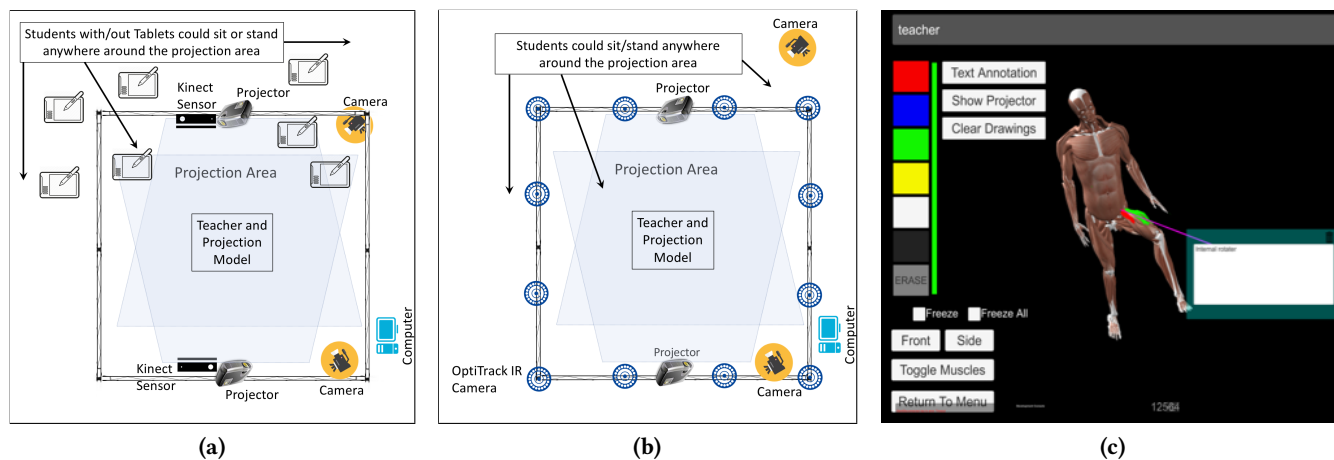 Students with/out Tablets could sit or stand
anywhere around the projection area
Kinect
Sensor
Projector
Camera
Projection Area
Teacher and
Projection
Model
Computer
Kinect
Sensor
Projector
Camera
(a)
Camera
Students could sit/stand anywhere
around the projection area
Projector
Projection Area
Teacher and
Projection
Model
Computer
Projector
OptiTrack IR
Camera
Camera
(b)
teacher
Text Annotation
Show Projector
Clear Drawings
Internal rotater
ERASE
Freeze
Freeze All
Front
Side
Toggle Muscles
Return To Menu
(c)